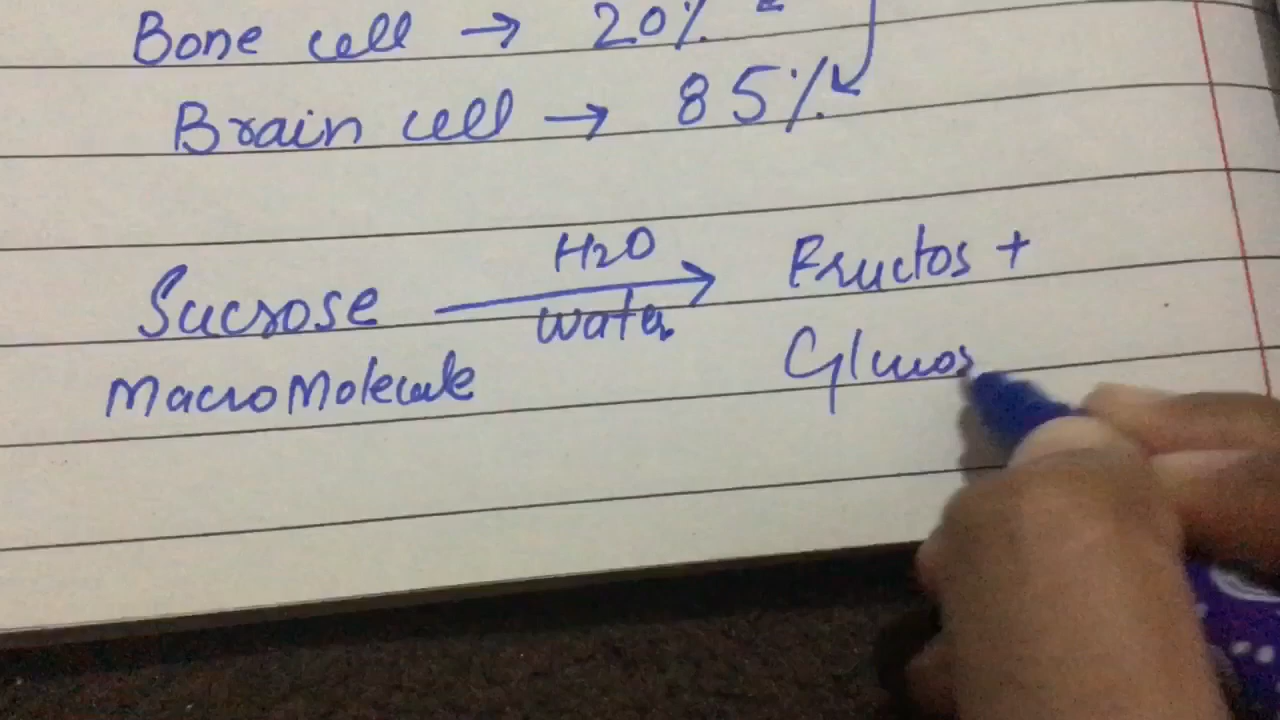 Bone cell → 20%
Brain cell → 85%
H2O
Sucrose → Fructos +
water
MacroMolecule Glucos